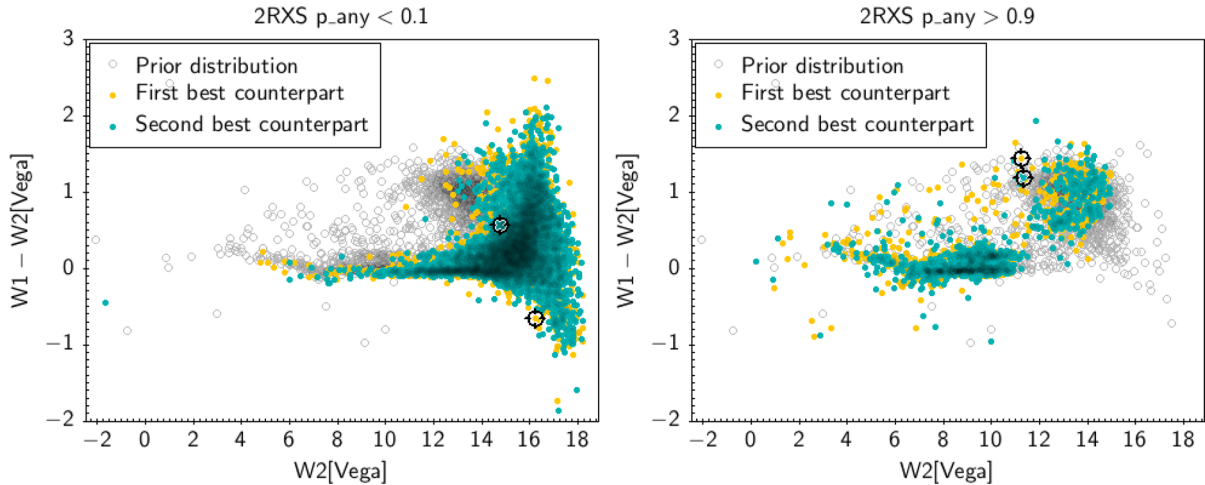 2RXS p_any < 0.1
3
2
1
0
−1
−2
W1 − W2[Vega]
Prior distribution
First best counterpart
Second best counterpart
−2 0 2 4 6 8 10 12 14 16 18
W2[Vega]
2RXS p_any > 0.9
3
2
1
0
−1
−2
W1 − W2[Vega]
Prior distribution
First best counterpart
Second best counterpart
−2 0 2 4 6 8 10 12 14 16 18
W2[Vega]